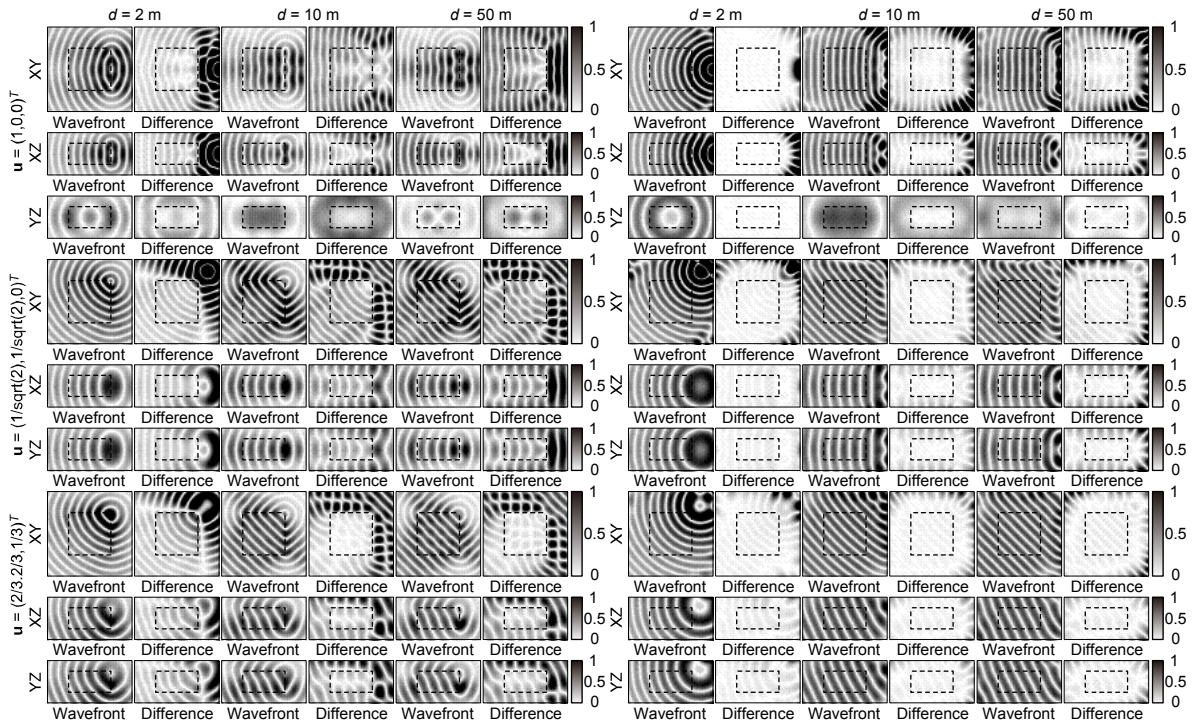 d = 2 m d = 10 m d = 50 m d = 2 m d = 10 m d = 50 m
u = (1,0,0)T
XY 1 0.5 0 XY 1 0.5 0
Wavefront Difference Wavefront Difference Wavefront Difference Wavefront Difference Wavefront Difference Wavefront Difference
XZ 1 0.5 0 XZ 1 0.5 0
Wavefront Difference Wavefront Difference Wavefront Difference Wavefront Difference Wavefront Difference Wavefront Difference
YZ 1 0.5 0 YZ 1 0.5 0
Wavefront Difference Wavefront Difference Wavefront Difference Wavefront Difference Wavefront Difference Wavefront Difference
u = (1/sqrt(2),1/sqrt(2),0)T
XY 1 0.5 0 XY 1 0.5 0
Wavefront Difference Wavefront Difference Wavefront Difference Wavefront Difference Wavefront Difference Wavefront Difference
XZ 1 0.5 0 XZ 1 0.5 0
Wavefront Difference Wavefront Difference Wavefront Difference Wavefront Difference Wavefront Difference Wavefront Difference
YZ 1 0.5 0 YZ 1 0.5 0
Wavefront Difference Wavefront Difference Wavefront Difference Wavefront Difference Wavefront Difference Wavefront Difference
u = (2/3.2/3,1/3)T
XY 1 0.5 0 XY 1 0.5 0
Wavefront Difference Wavefront Difference Wavefront Difference Wavefront Difference Wavefront Difference Wavefront Difference
XZ 1 0.5 0 XZ 1 0.5 0
Wavefront Difference Wavefront Difference Wavefront Difference Wavefront Difference Wavefront Difference Wavefront Difference
YZ 1 0.5 0 YZ 1 0.5 0
Wavefront Difference Wavefront Difference Wavefront Difference Wavefront Difference Wavefront Difference Wavefront Difference